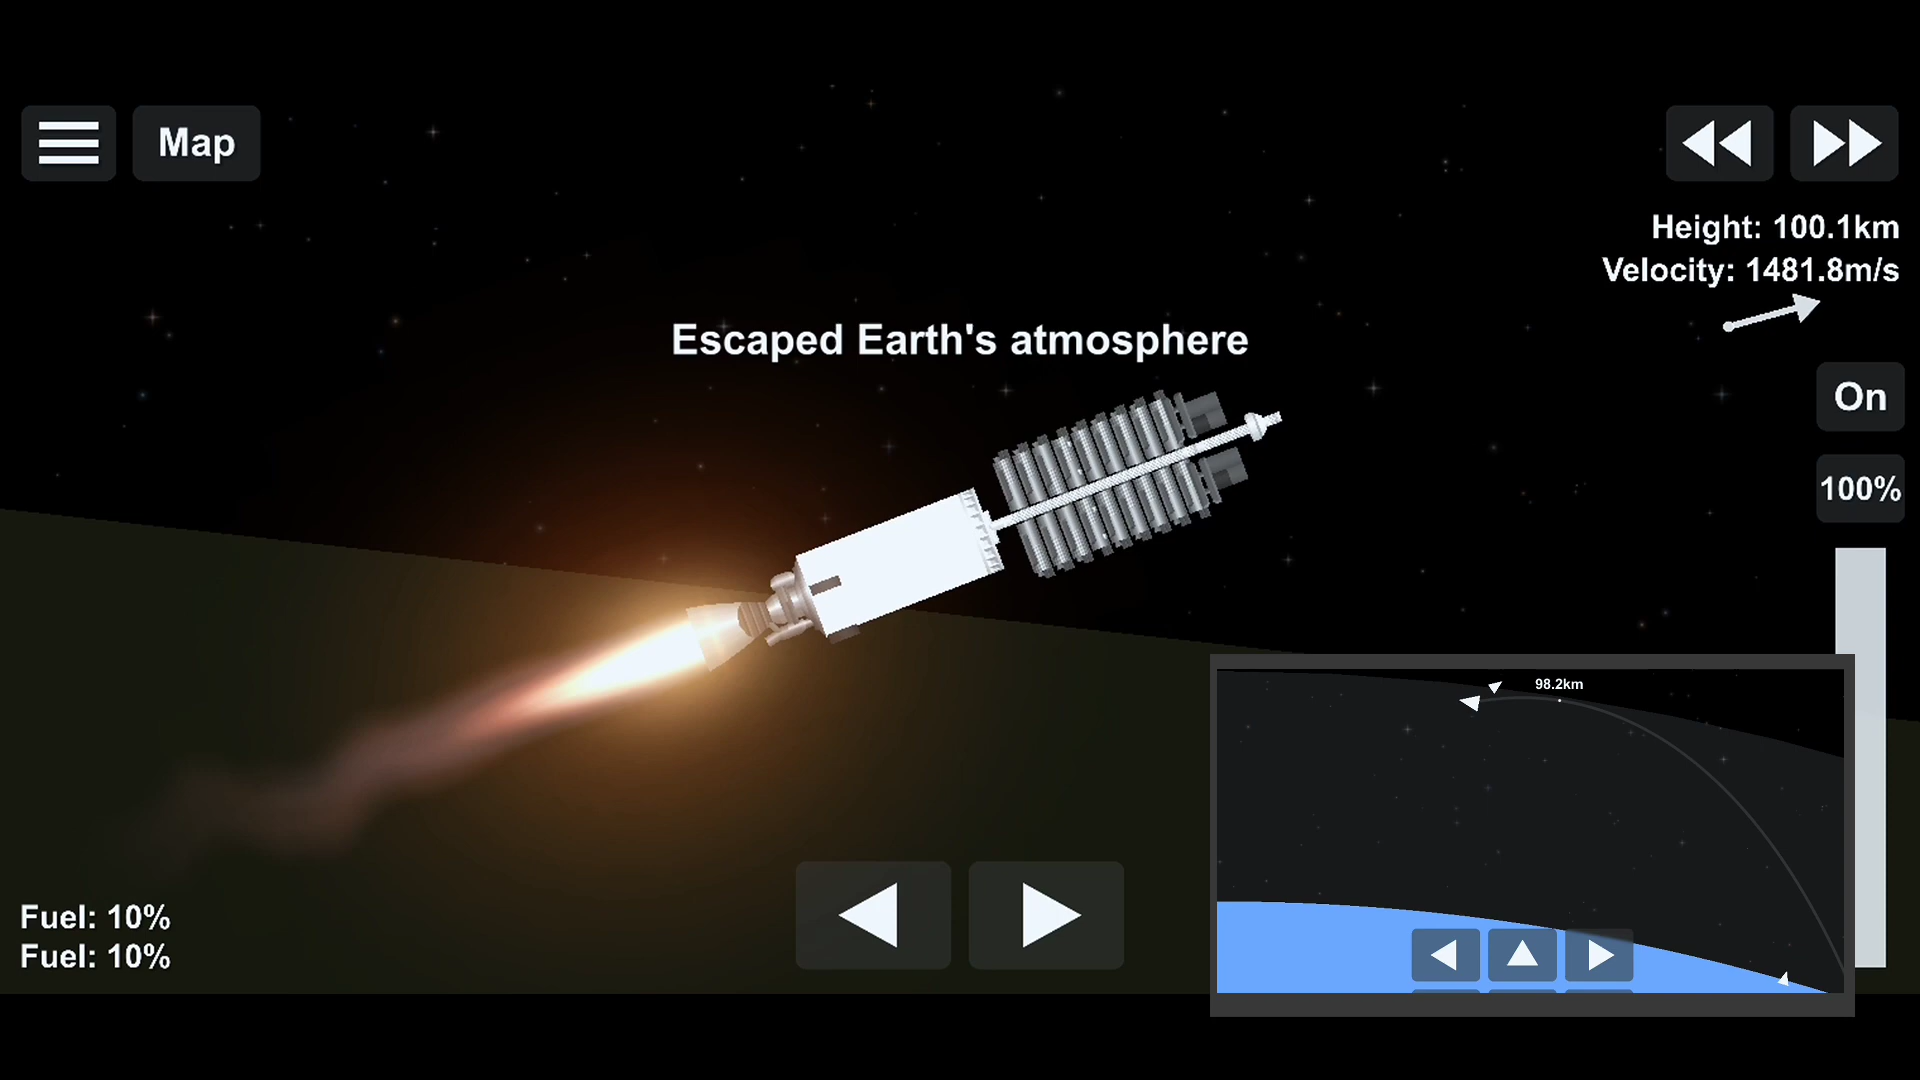 Map
Height: 100.1km
Velocity: 1481.8m/s
Escaped Earth's atmosphere
On
100%
98.2km
Fuel: 10%
Fuel: 10%